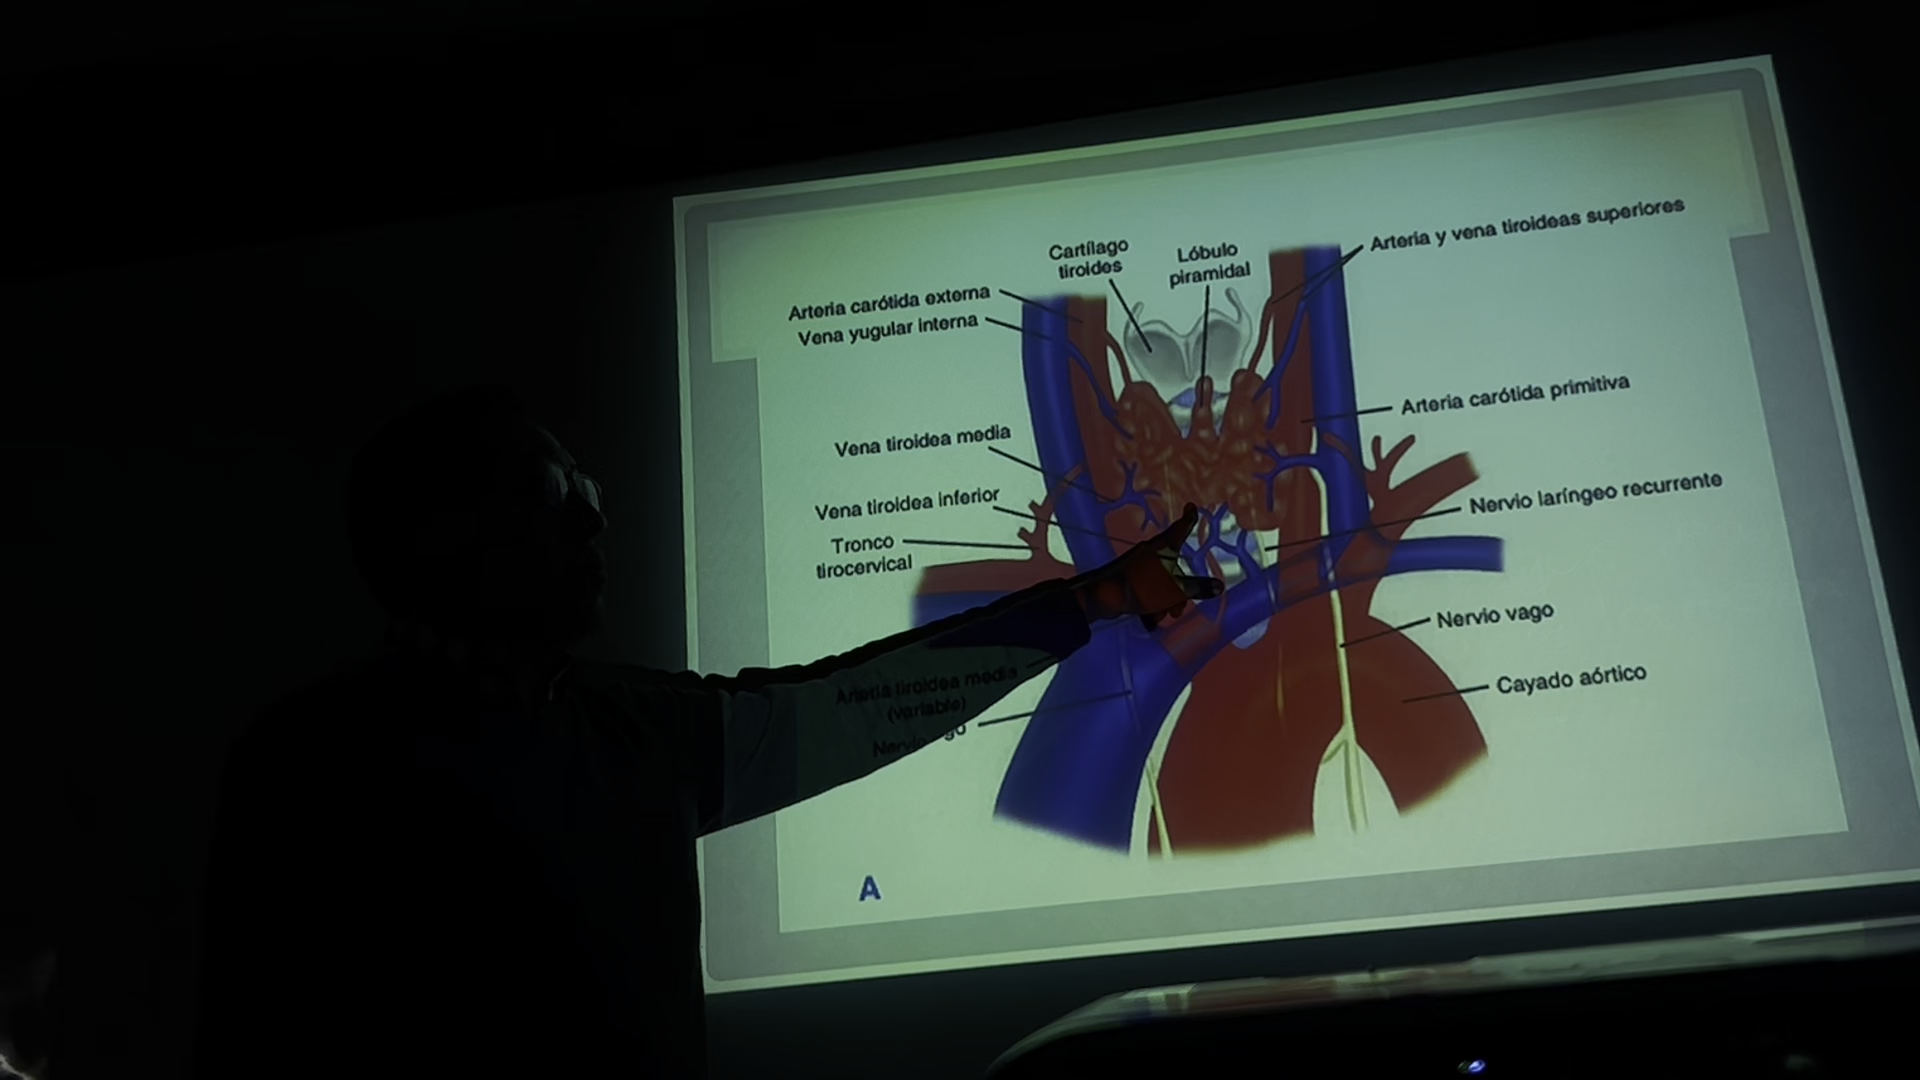 Cartílago
tiroides
Lóbulo
piramidal
Arteria y vena tiroideas superiores
Arteria carótida externa
Vena yugular interna
Arteria carótida primitiva
Vena tiroidea media
Vena tiroidea inferior
Nervio laríngeo recurrente
Tronco
tirocervical
Nervio vago
Cayado aórtico
Arteria tiroidea media
(variable)
A